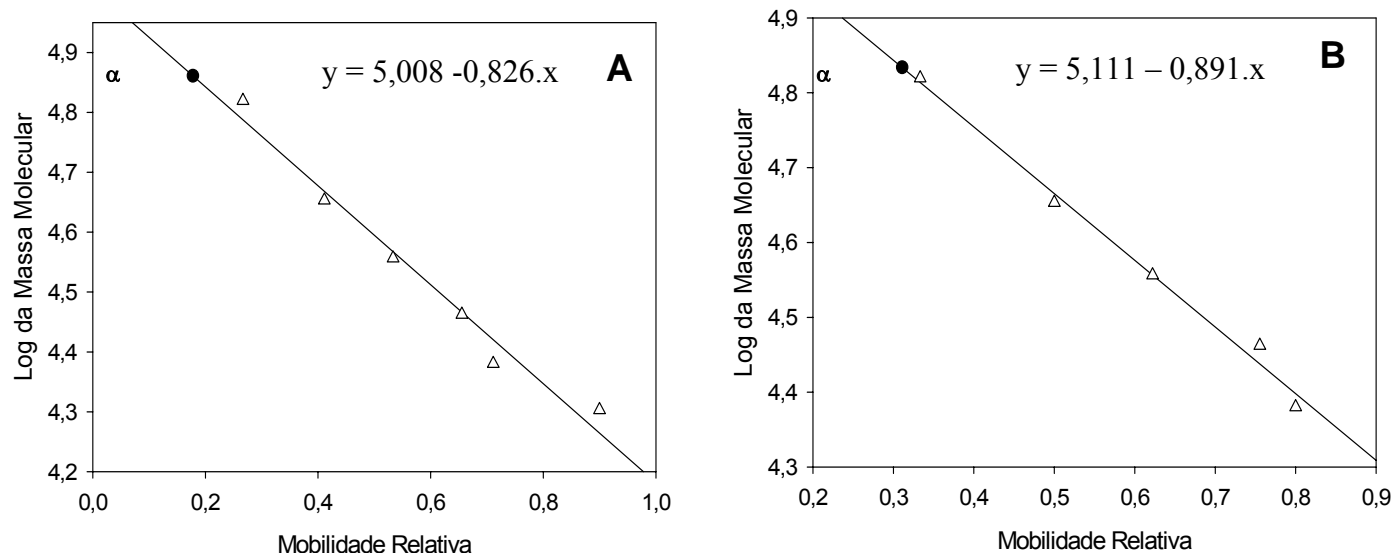 A
y = 5,008 -0,826.x
α
Log da Massa Molecular
4,9
4,8
4,7
4,6
4,5
4,4
4,3
4,2
0,0 0,2 0,4 0,6 0,8 1,0
Mobilidade Relativa
B
y = 5,111 – 0,891.x
α
Log da Massa Molecular
4,9
4,8
4,7
4,6
4,5
4,4
4,3
0,2 0,3 0,4 0,5 0,6 0,7 0,8 0,9
Mobilidade Relativa